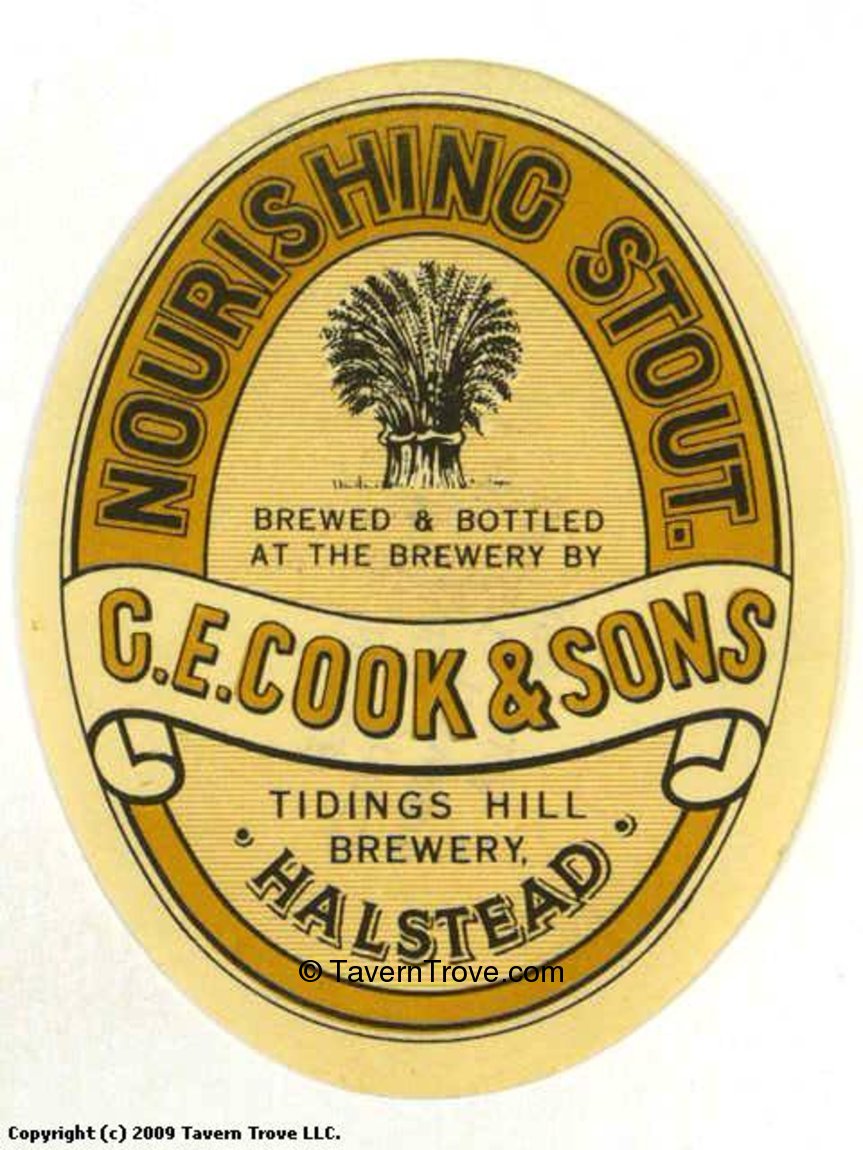 NOURISHING STOUT.
BREWED & BOTTLED
AT THE BREWERY BY
C.E.COOK & SONS
TIDINGS HILL
BREWERY,
HALSTEAD
© TavernTrove.com
Copyright (c) 2009 Tavern Trove LLC.